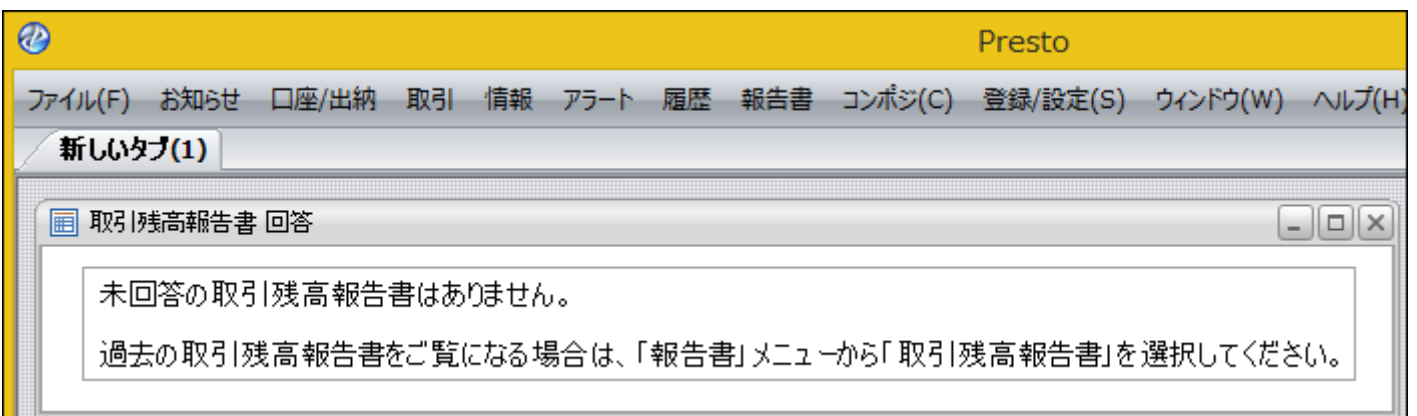 Presto
ファイル(F) お知らせ 口座/出納 取引 情報 アラート 履歴 報告書 コンポジ(C) 登録/設定(S) ウィンドウ(W) ヘルプ(H)
新しいタブ(1)
取引残高報告書 回答
未回答の取引残高報告書はありません。
過去の取引残高報告書をご覧になる場合は、「報告書」メニューから「取引残高報告書」を選択してください。